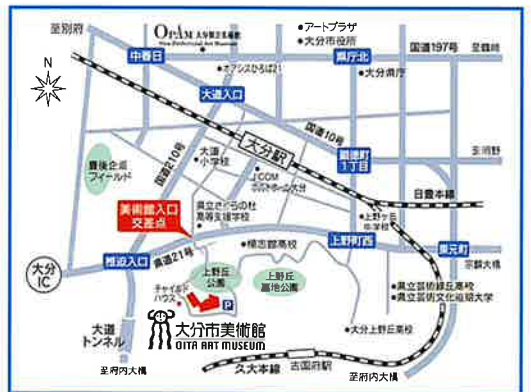 至別府
OPAM 大分県立美術館
Oita Prefectural Art Museum
アートプラザ
大分市役所
国道197号
至鶴崎
中春日
県庁北
オアシスひろば21
大分県庁
N
大道入口
国道10号
大分駅
顕徳町
1丁目
至明野
大道
小学校
国道210号
豊後企画
フィールド
J:COM
ホルトホール大分
日豊本線
美術館入口
交差点
県立さくらの杜
高等支援学校
上野ヶ丘
中学校
上野町西
元町
大分
IC
椎迫入口
県道21号
楊志館高校
宗麟大橋
上野丘
公園
上野丘
墓地公園
チャイルド
ハウス
P
県立芸術緑丘高校
県立芸術文化短期大学
大分市美術館
OITA ART MUSEUM
大分上野丘高校
大道
トンネル
久大本線
古国府駅
至府内大橋
至府内大橋